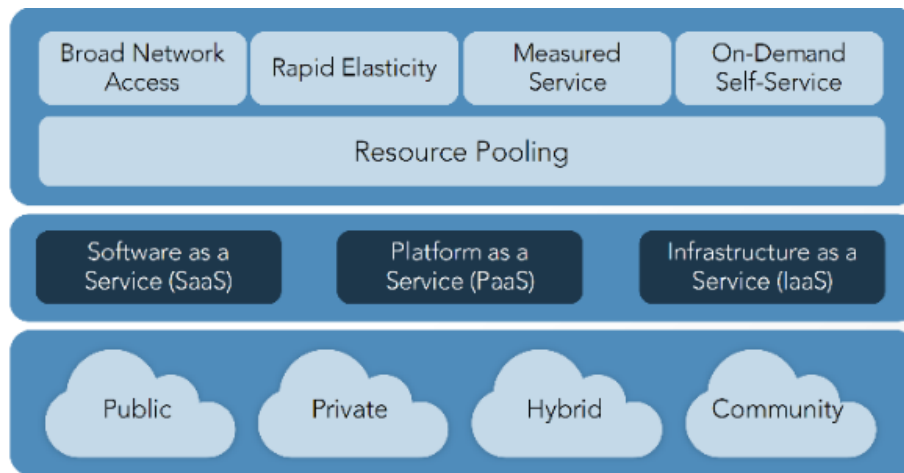 Broad Network
Access
Rapid Elasticity
Measured
Service
On-Demand
Self-Service
Resource Pooling
Software as a
Service (SaaS)
Platform as a
Service (PaaS)
Infrastructure as a
Service (IaaS)
Public
Private
Hybrid
Community